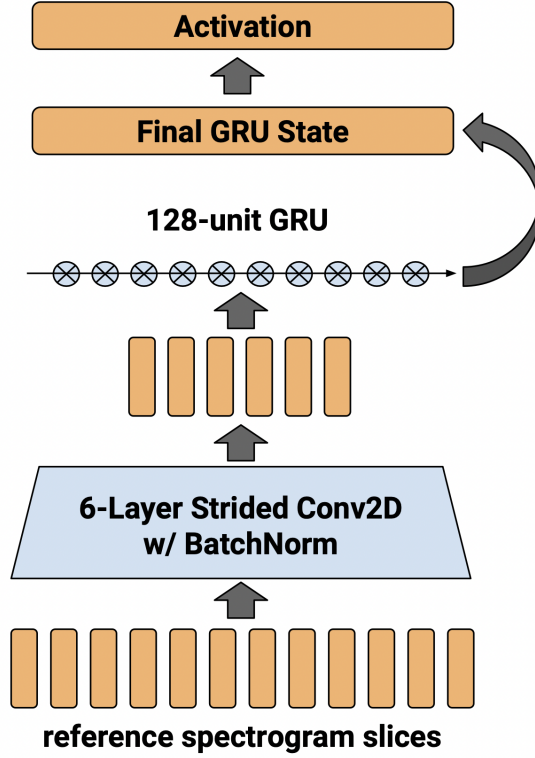 Activation
Final GRU State
128-unit GRU
6-Layer Strided Conv2D
w/ BatchNorm
reference spectrogram slices